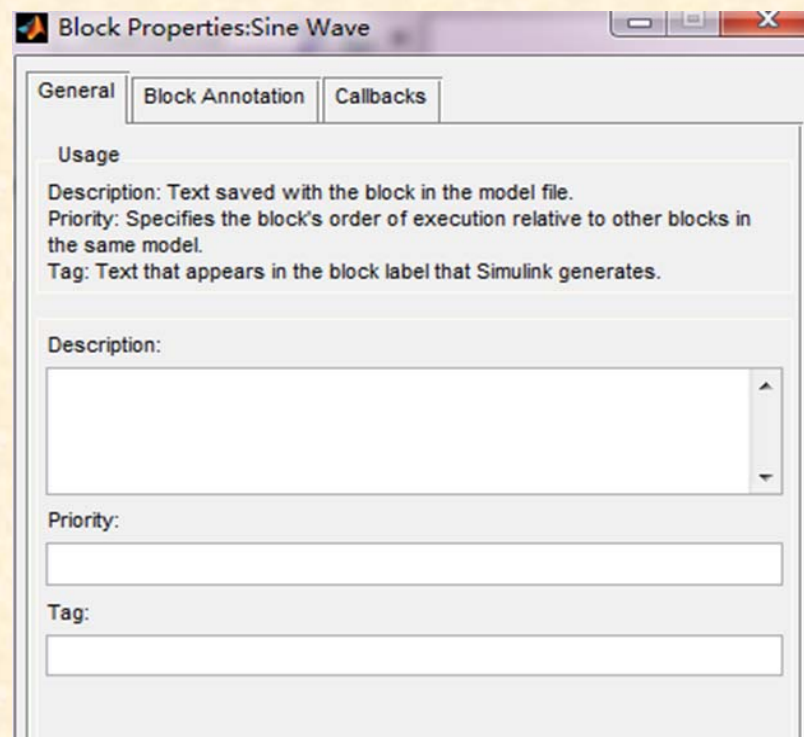 Block Properties:Sine Wave
General Block Annotation Callbacks
Usage
Description: Text saved with the block in the model file.
Priority: Specifies the block's order of execution relative to other blocks in
the same model.
Tag: Text that appears in the block label that Simulink generates.
Description:
Priority:
Tag: